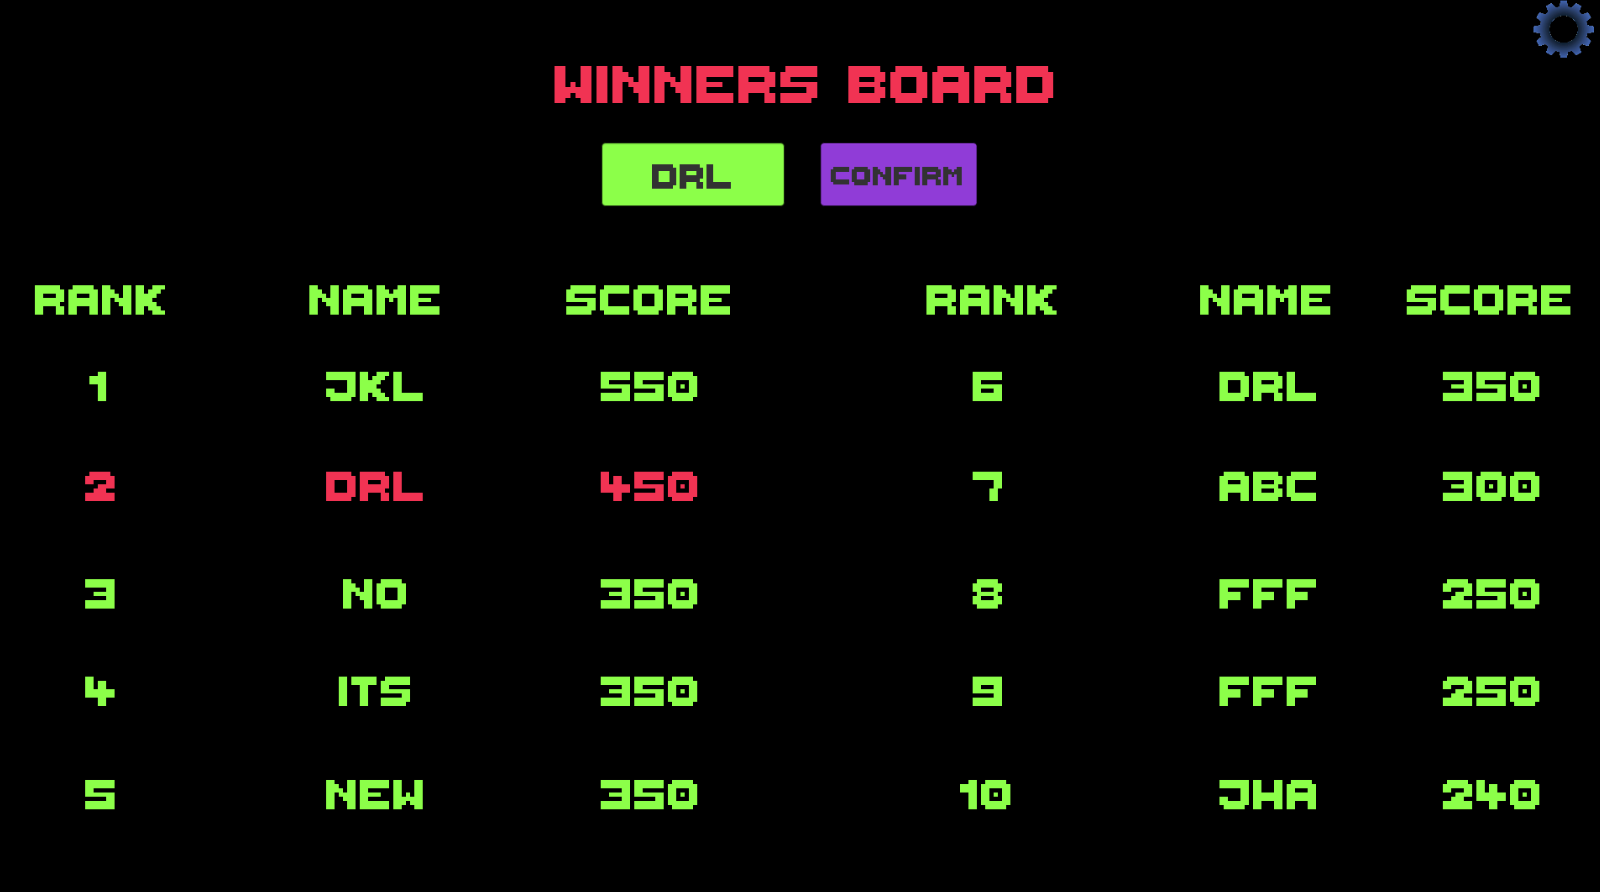 WINNERS BOARD
DRL CONFIRM
RANK NAME SCORE RANK NAME SCORE
1 JKL 550 6 DRL 350
2 DRL 450 7 ABC 300
3 NO 350 8 FFF 250
4 ITS 350 9 FFF 250
5 NEW 350 10 JHA 240